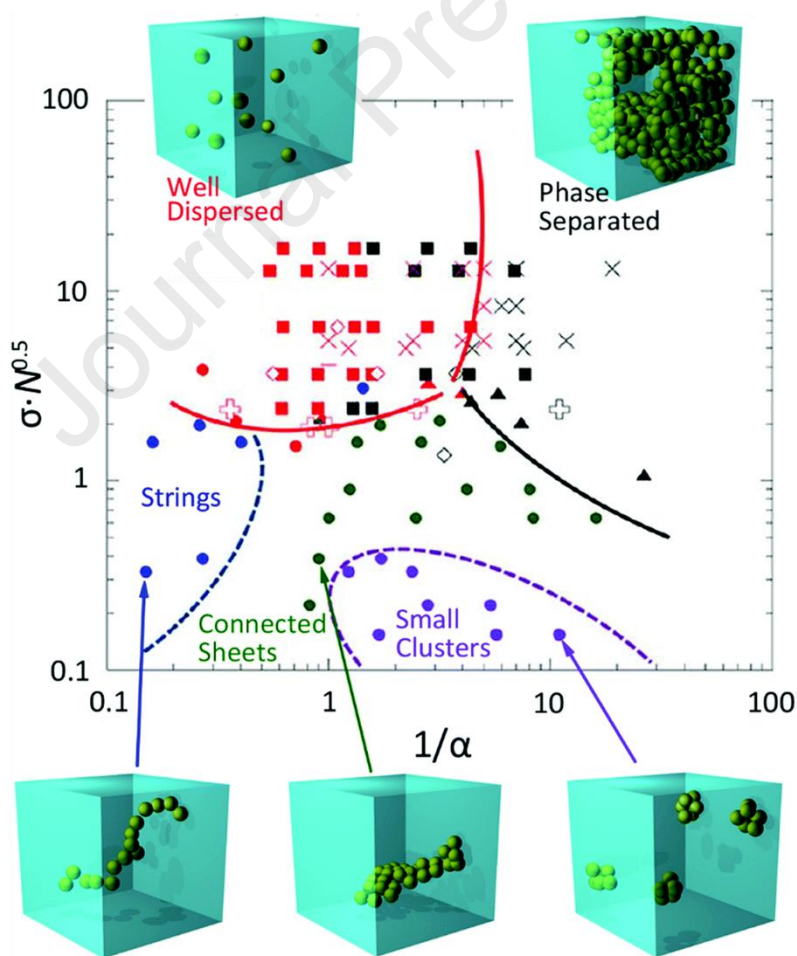 Journal Pre
100
Well
Dispersed
Phase
Separated
10
σ·N^0.5
1
Strings
Connected
Sheets
Small
Clusters
0.1
0.1
1
10
100
1/α